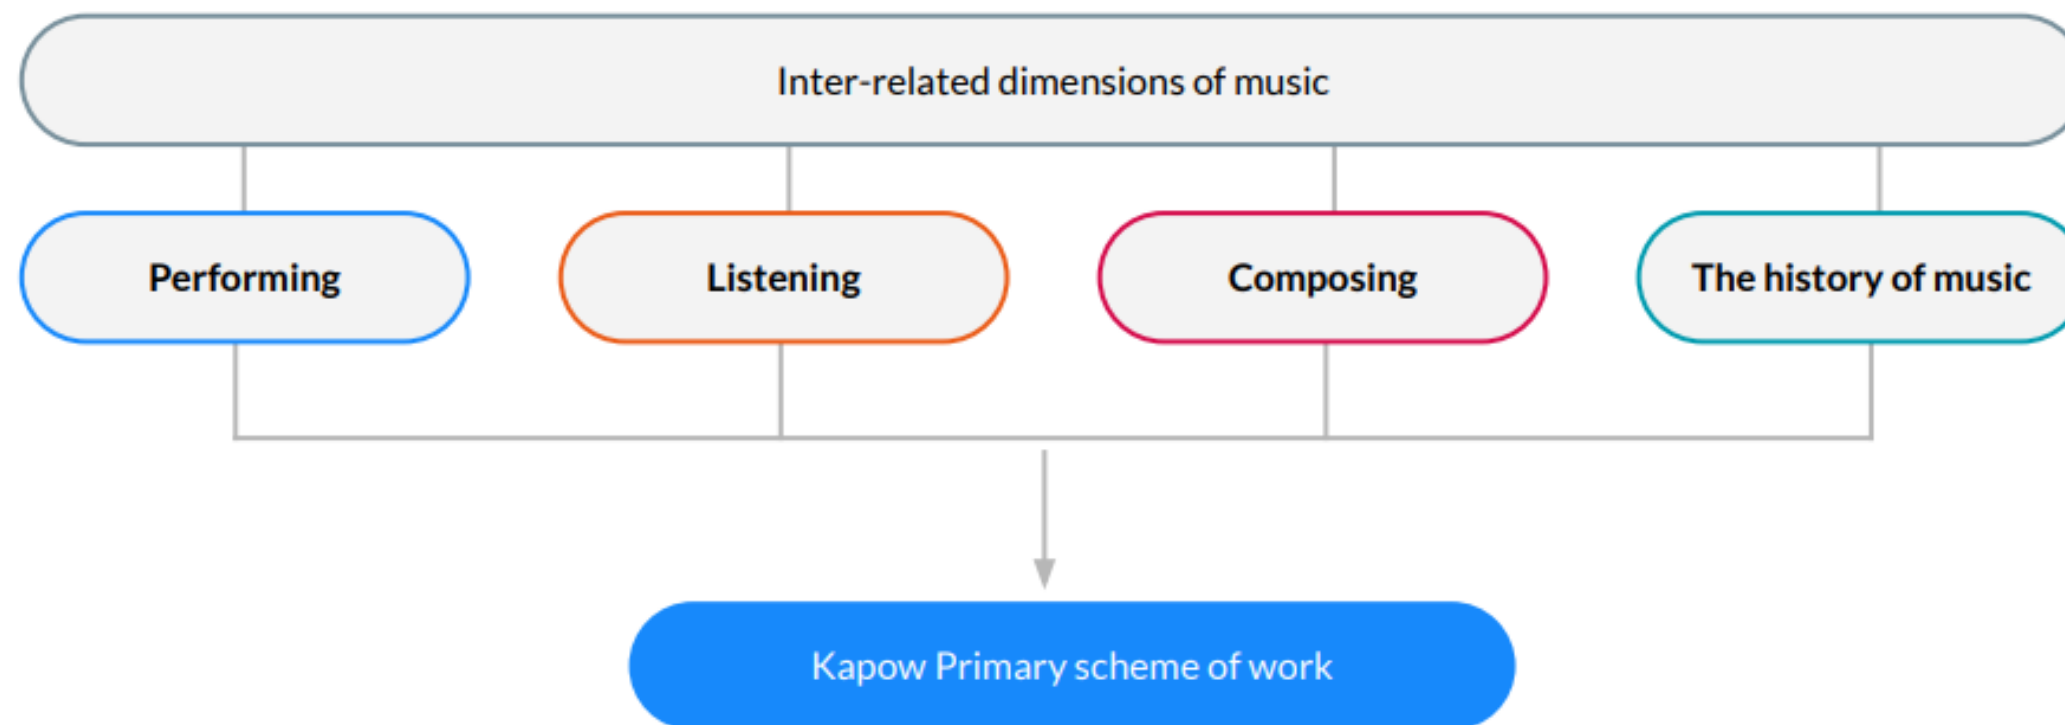 Inter-related dimensions of music
Performing
Listening
Composing
The history of music
Kapow Primary scheme of work